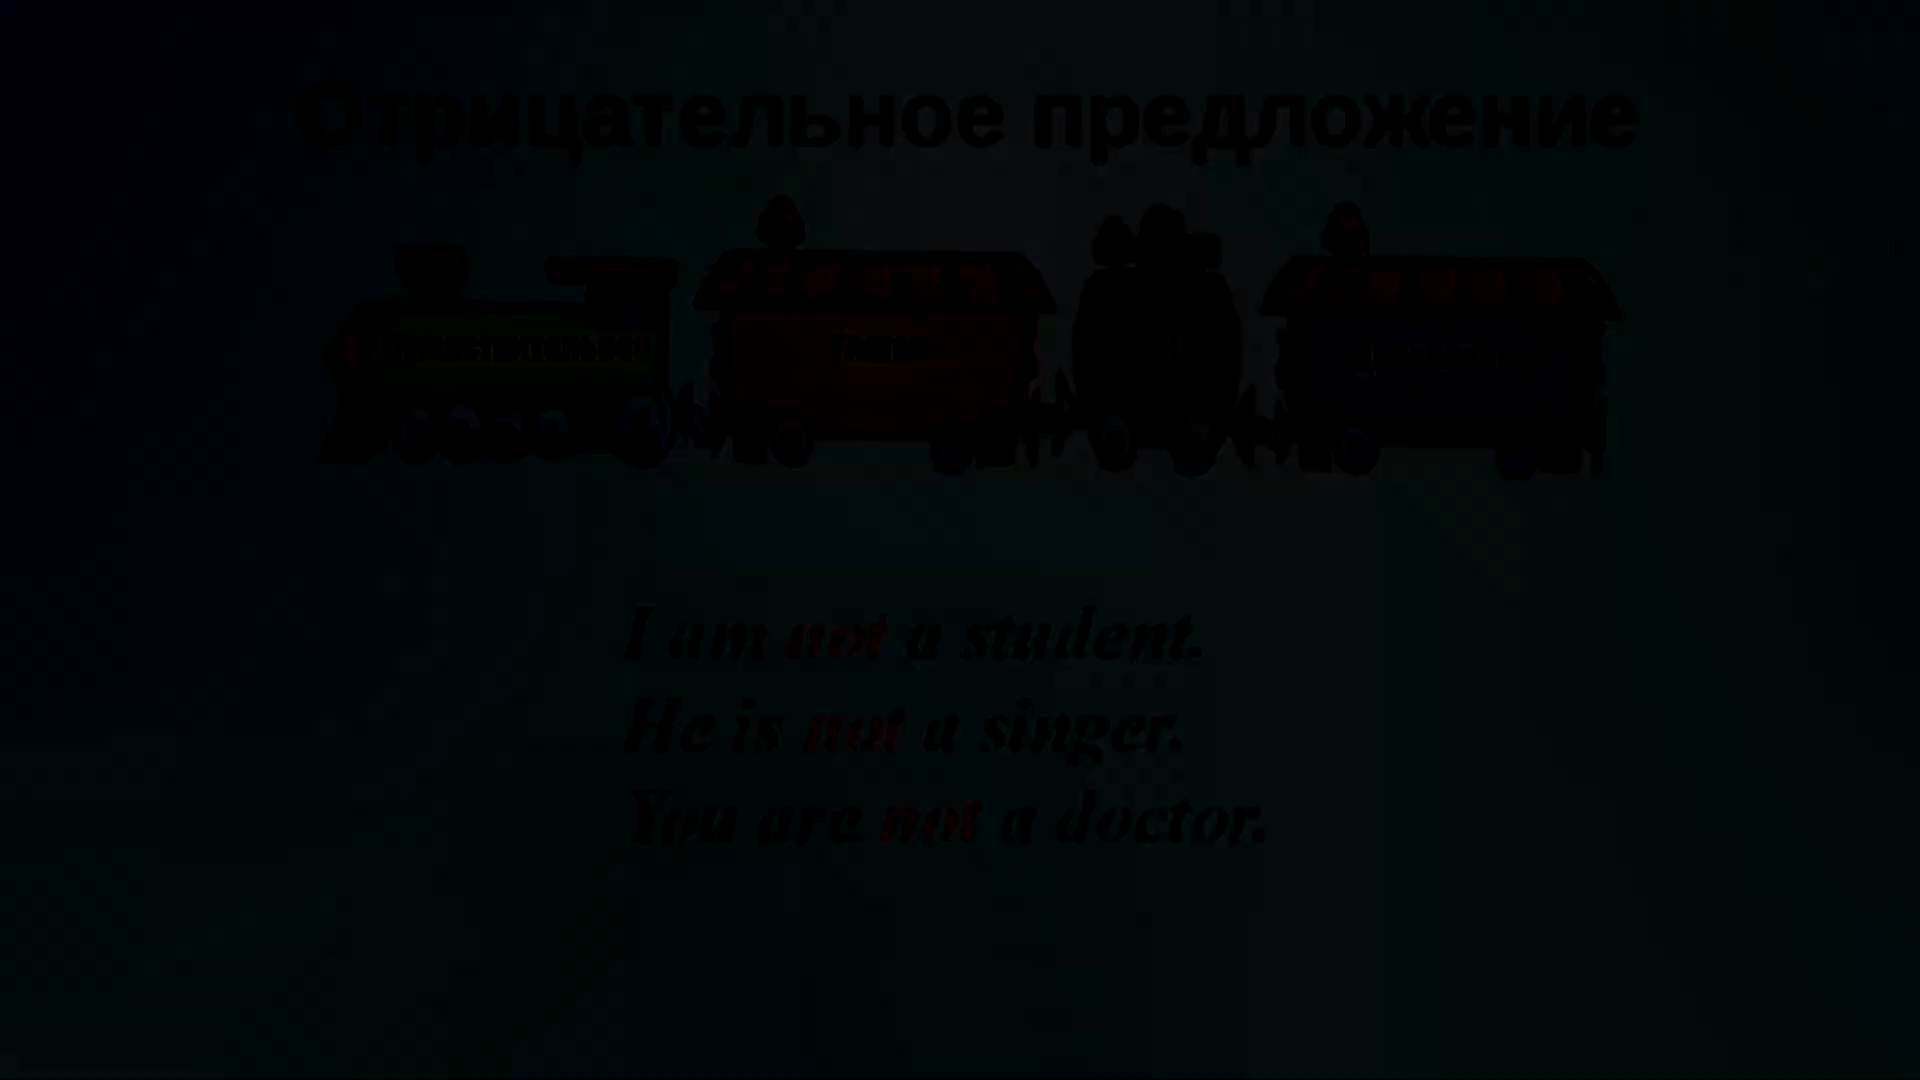 Отрицательное предложение
I am not a student.
He is not a singer.
You are not a doctor.